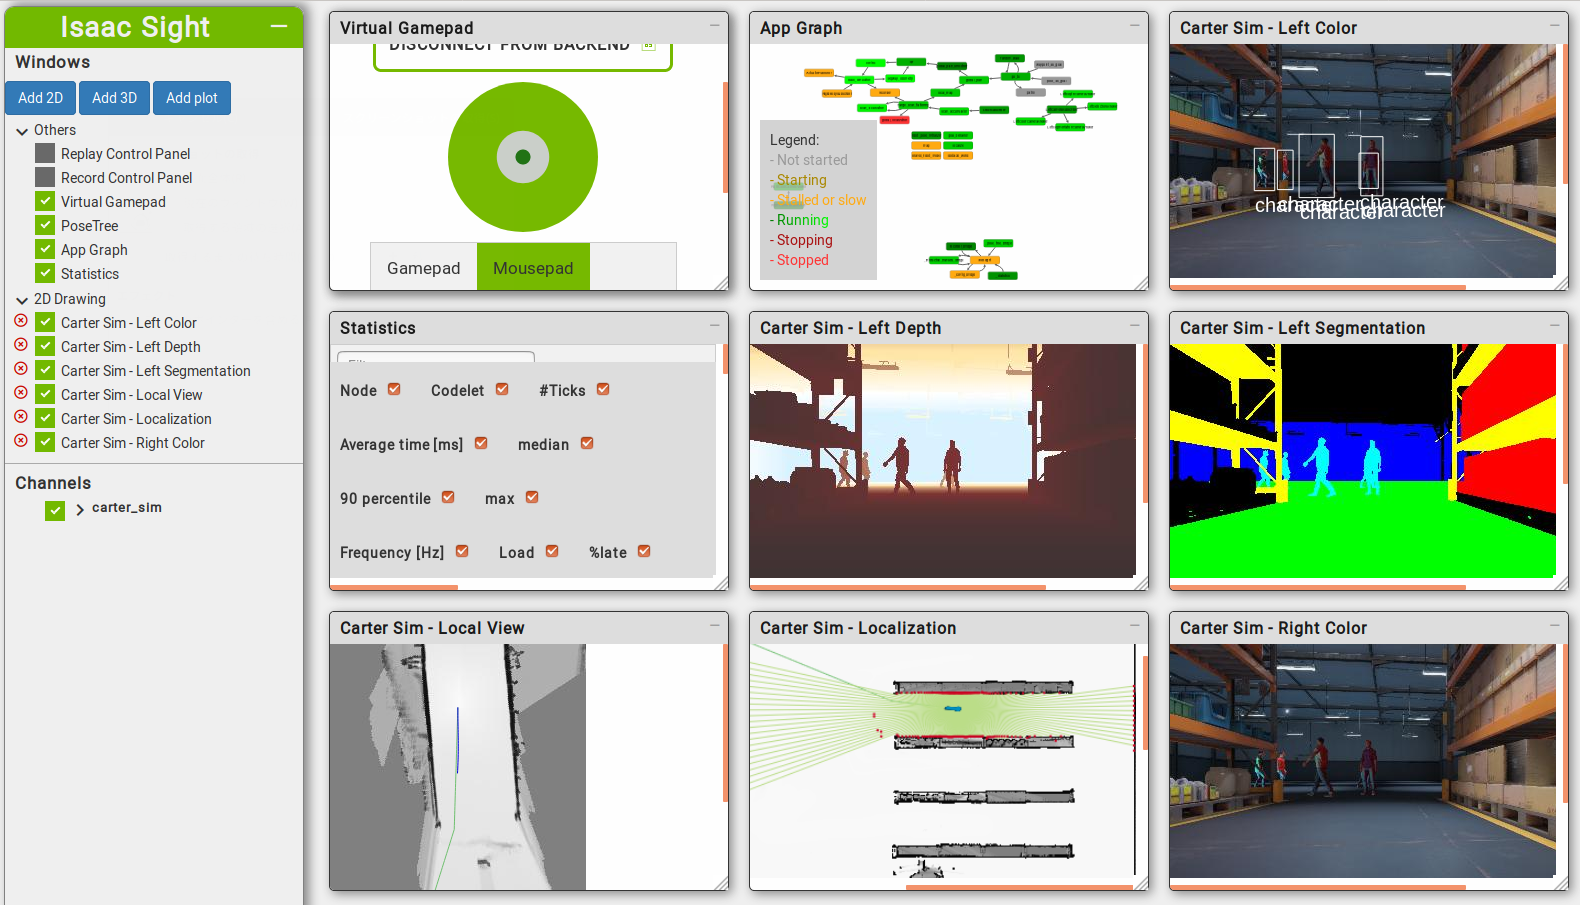 Isaac Sight
Windows
Add 2D
Add 3D
Add plot
Others
Replay Control Panel
Record Control Panel
Virtual Gamepad
PoseTree
App Graph
Statistics
2D Drawing
Carter Sim - Left Color
Carter Sim - Left Depth
Carter Sim - Left Segmentation
Carter Sim - Local View
Carter Sim - Localization
Carter Sim - Right Color
Channels
carter_sim
Virtual Gamepad
DISCONNECT FROM BACKEND
Gamepad
Mousepad
App Graph
Legend:
- Not started
- Starting
- Stalled or slow
- Running
- Stopping
- Stopped
Carter Sim - Left Color
character
character
character
character
character
Statistics
Node
Codelet
#Ticks
Average time [ms]
median
90 percentile
max
Frequency [Hz]
Load
%late
Carter Sim - Left Depth
Carter Sim - Left Segmentation
Carter Sim - Local View
Carter Sim - Localization
Carter Sim - Right Color